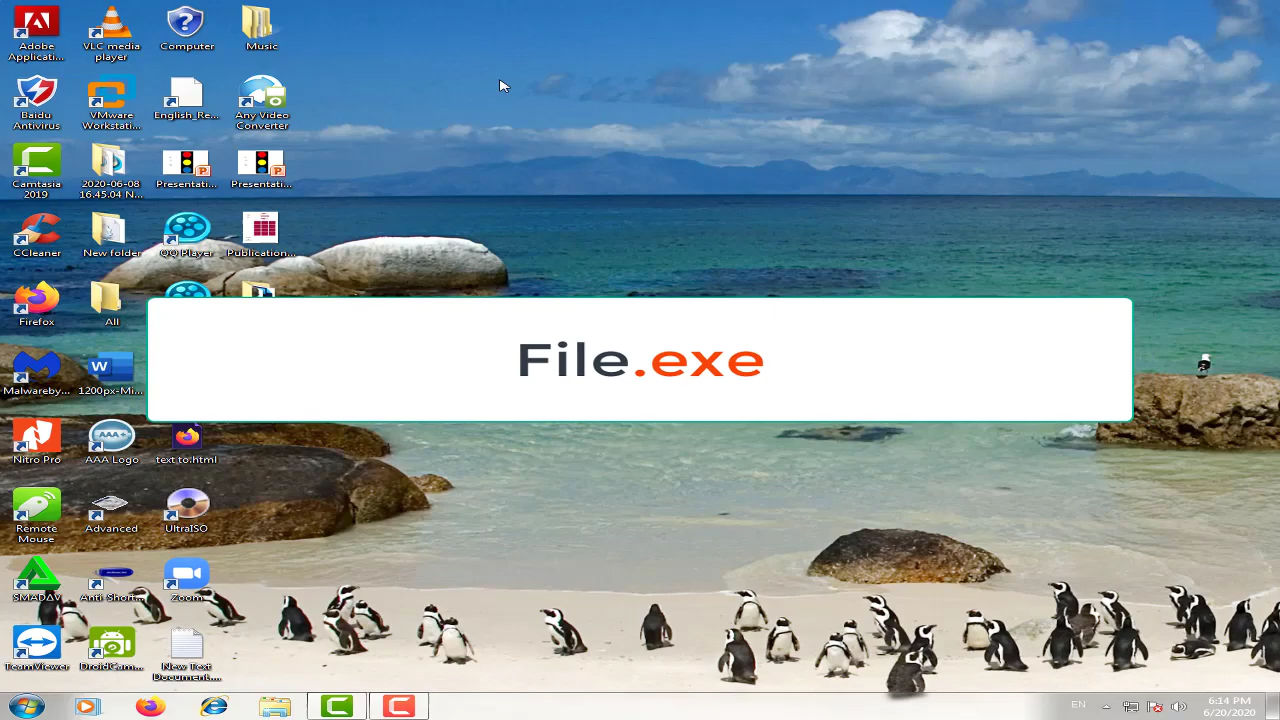 Adobe
Applicati...
VLC media
player
Computer
Music
Baidu
Antivirus
VMware
Workstati...
English_Re...
Any Video
Converter
Camtasia
2019
2020-06-08
16.45.04 N...
Presentati...
Presentati...
CCleaner
New folder
QQ Player
Publication...
Firefox
All
File.exe
Malwareby...
1200px-Mi...
Nitro Pro
AAA Logo
text to.html
Remote
Mouse
Advanced
UltraISO
SMADΔV
Anti-Short...
Zoom
TeamViewer
DroidCam...
New Text
Document....
EN
6:14 PM
6/20/2020